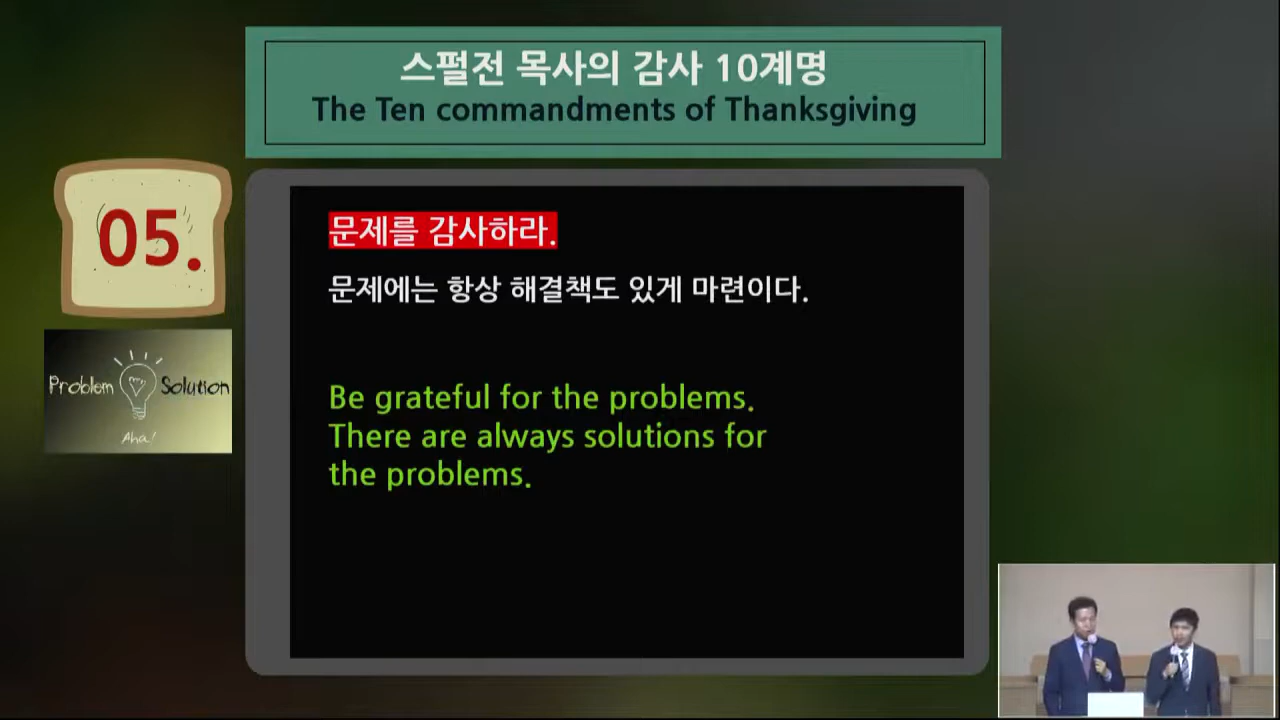 스펄전 목사의 감사 10계명
The Ten commandments of Thanksgiving
05.
문제를 감사하라.
문제에는 항상 해결책도 있게 마련이다.
Problem Solution
Aha!
Be grateful for the problems.
There are always solutions for
the problems.